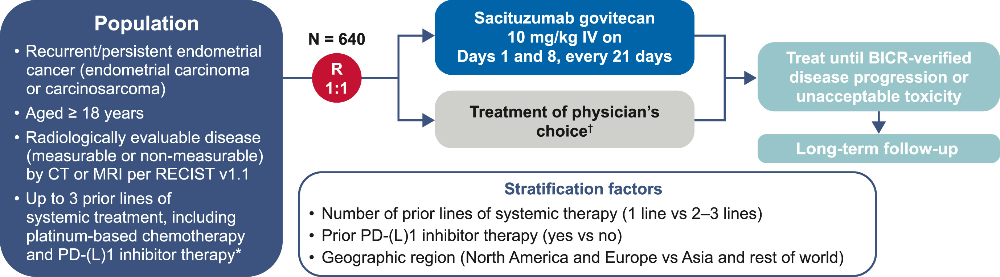 Population
• Recurrent/persistent endometrial
cancer (endometrial carcinoma
or carcinosarcoma)
• Aged ≥ 18 years
• Radiologically evaluable disease
(measurable or non-measurable)
by CT or MRI per RECIST v1.1
• Up to 3 prior lines of
systemic treatment, including
platinum-based chemotherapy
and PD-(L)1 inhibitor therapy*
N = 640
R
1:1
Sacituzumab govitecan
10 mg/kg IV on
Days 1 and 8, every 21 days
Treatment of physician’s
choice†
Treat until BICR-verified
disease progression or
unacceptable toxicity
Long-term follow-up
Stratification factors
• Number of prior lines of systemic therapy (1 line vs 2–3 lines)
• Prior PD-(L)1 inhibitor therapy (yes vs no)
• Geographic region (North America and Europe vs Asia and rest of world)